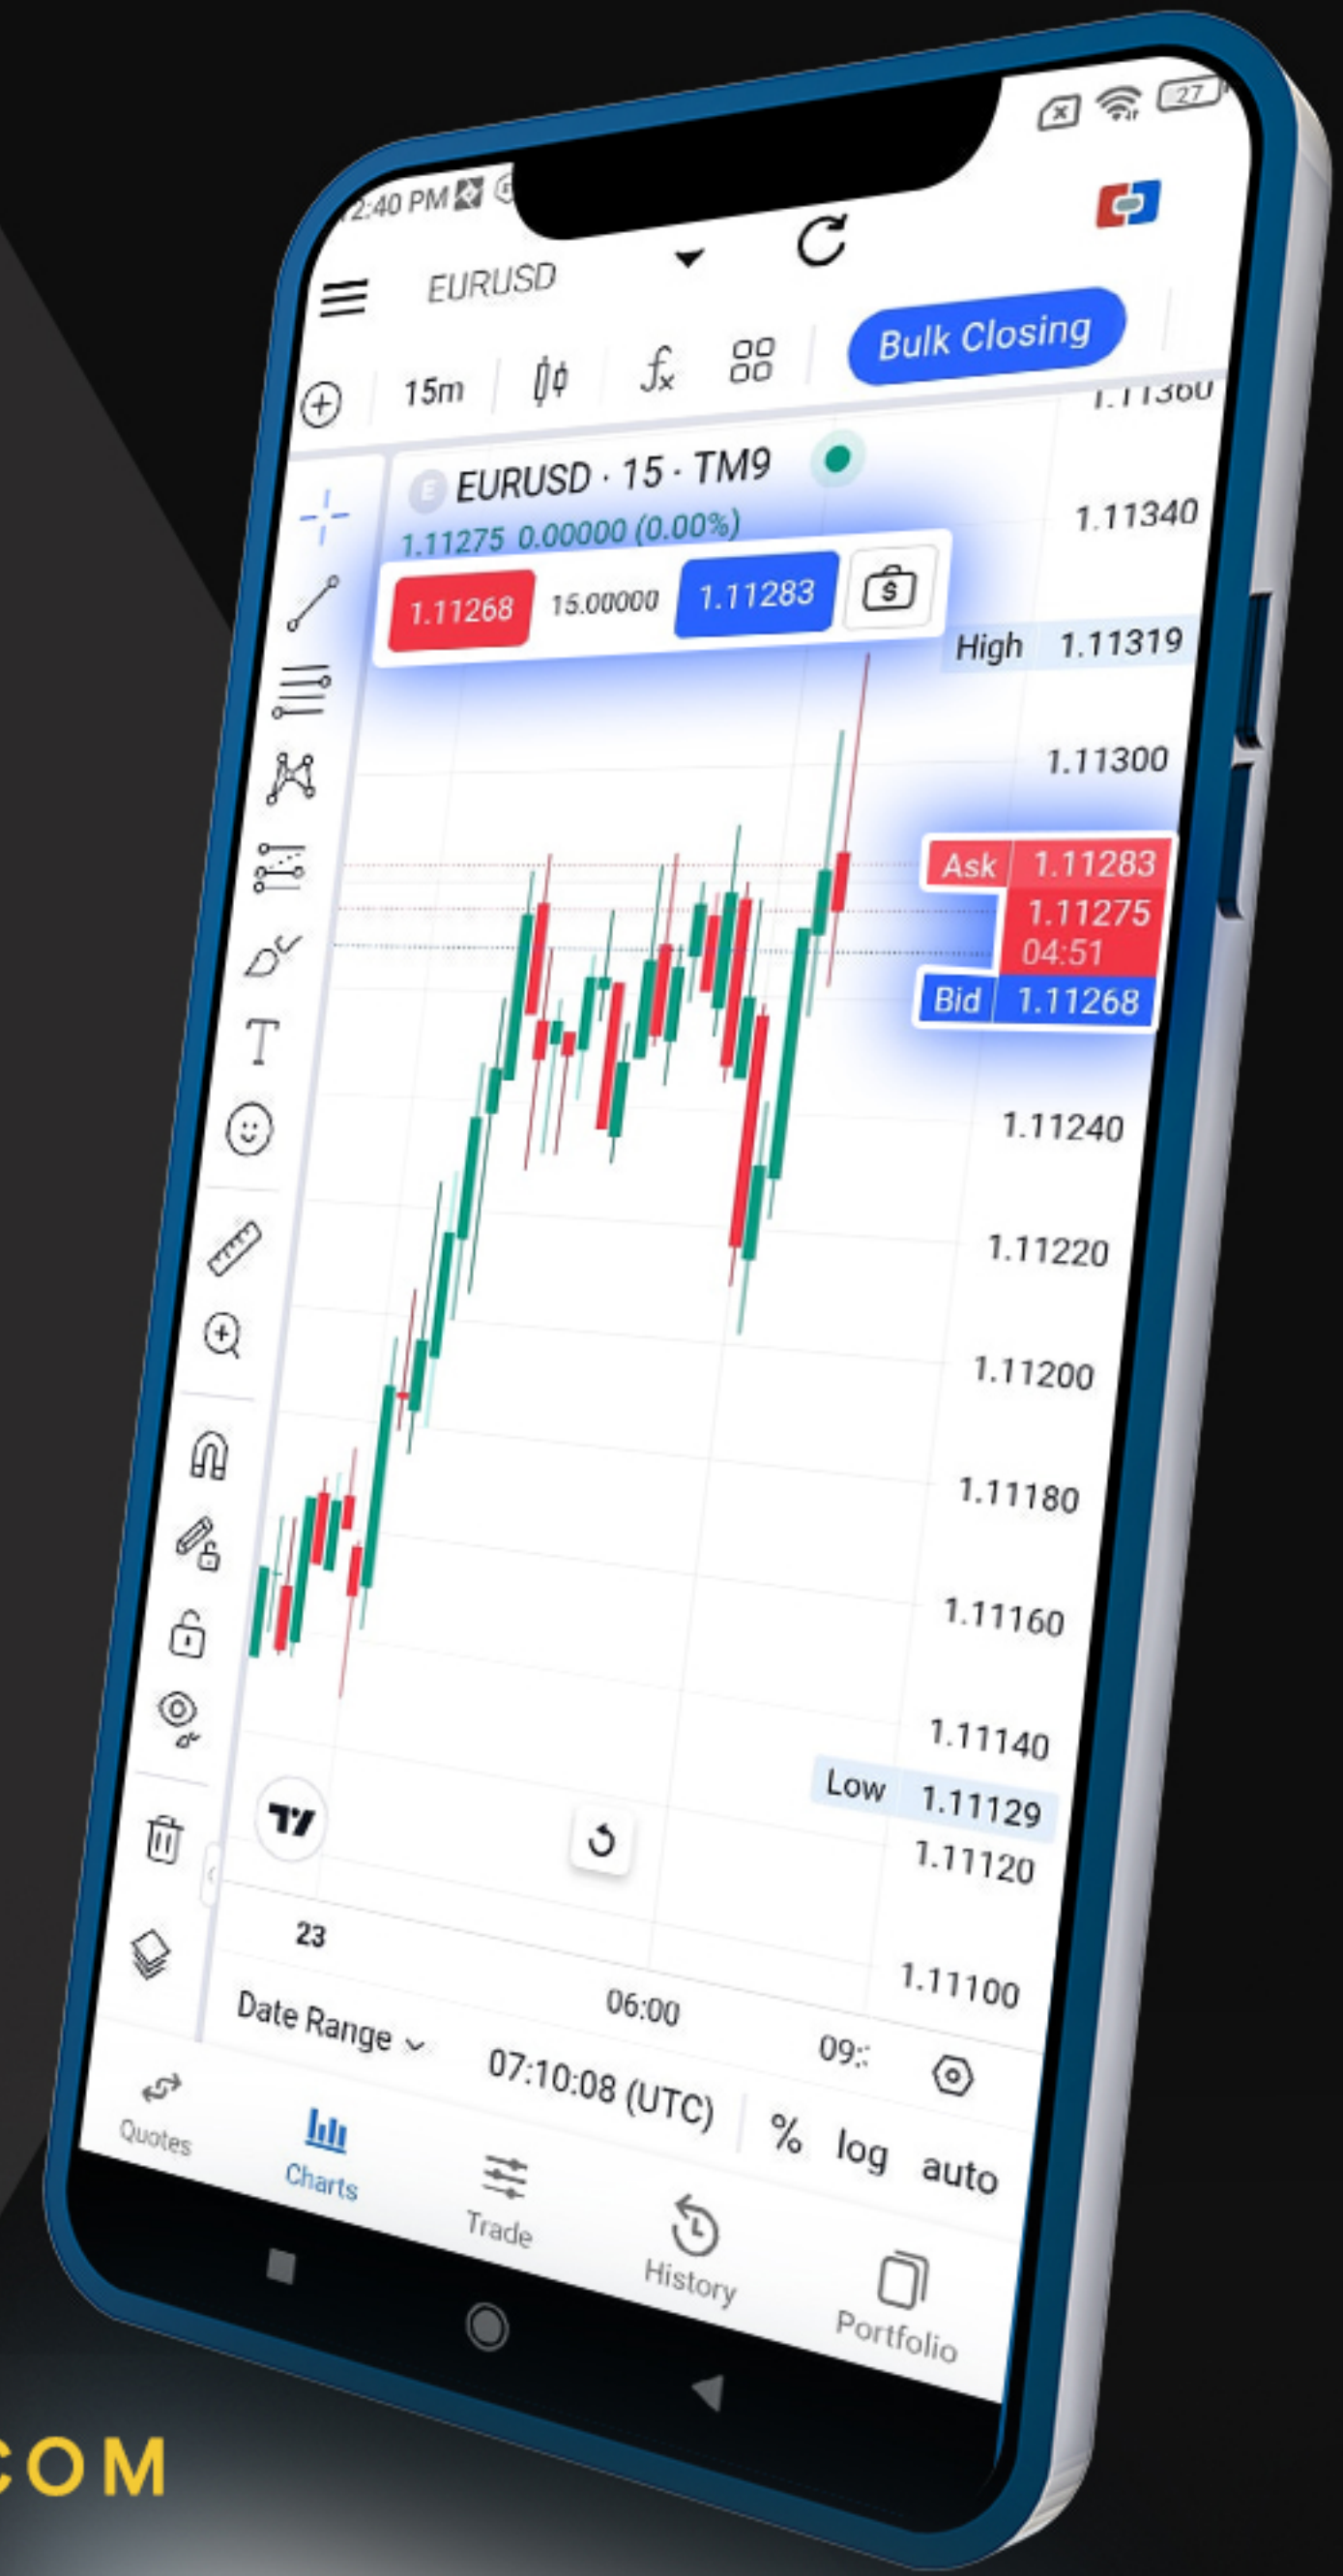 2:40 PM
27
EURUSD
15m
Bulk Closing
1.11360
E EURUSD · 15 · TM9
1.11340
1.11275 0.00000 (0.00%)
1.11268 15.00000 1.11283
High 1.11319
1.11300
Ask 1.11283
1.11275
04:51
Bid 1.11268
T
1.11240
1.11220
1.11200
1.11180
1.11160
1.11140
Low 1.11129
1.11120
1.11100
23 06:00 09:
Date Range 07:10:08 (UTC) % log auto
Quotes Charts Trade History Portfolio
COM